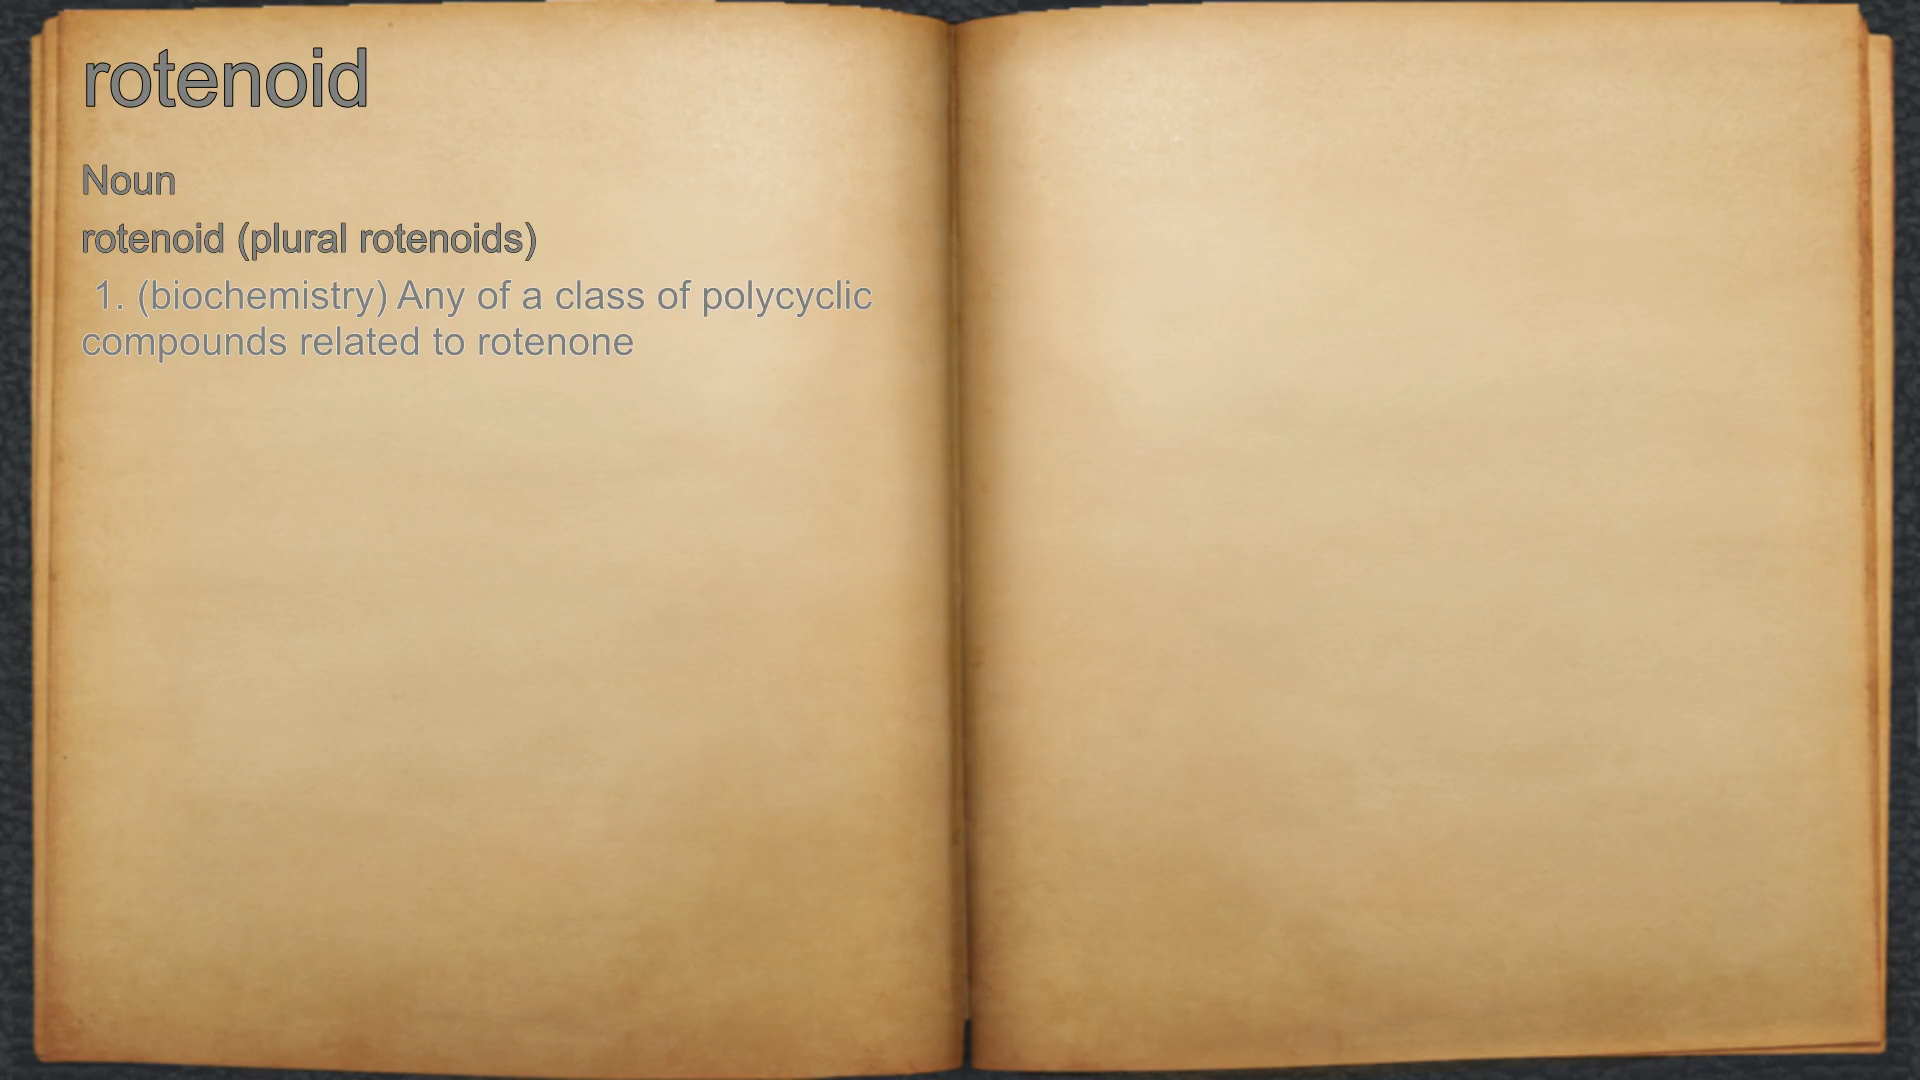 rotenoid
Noun
rotenoid (plural rotenoids)
1. (biochemistry) Any of a class of polycyclic
compounds related to rotenone